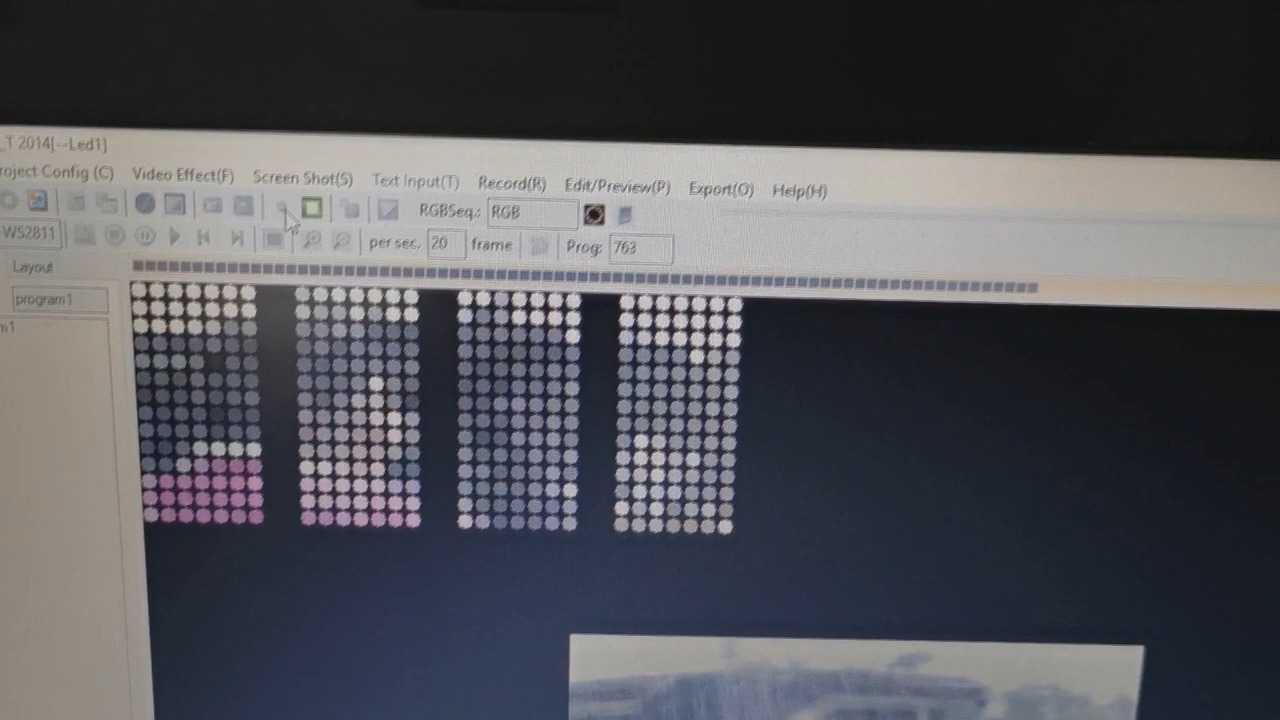 _T 2014[--Led1]
roject Config (C) Video Effect(F) Screen Shot(S) Text Input(T) Record(R) Edit/Preview(P) Export(O) Help(H)
RGBSeq.: RGB
-WS2811 per sec. 20 frame Prog: 763
Layout
program1
m1